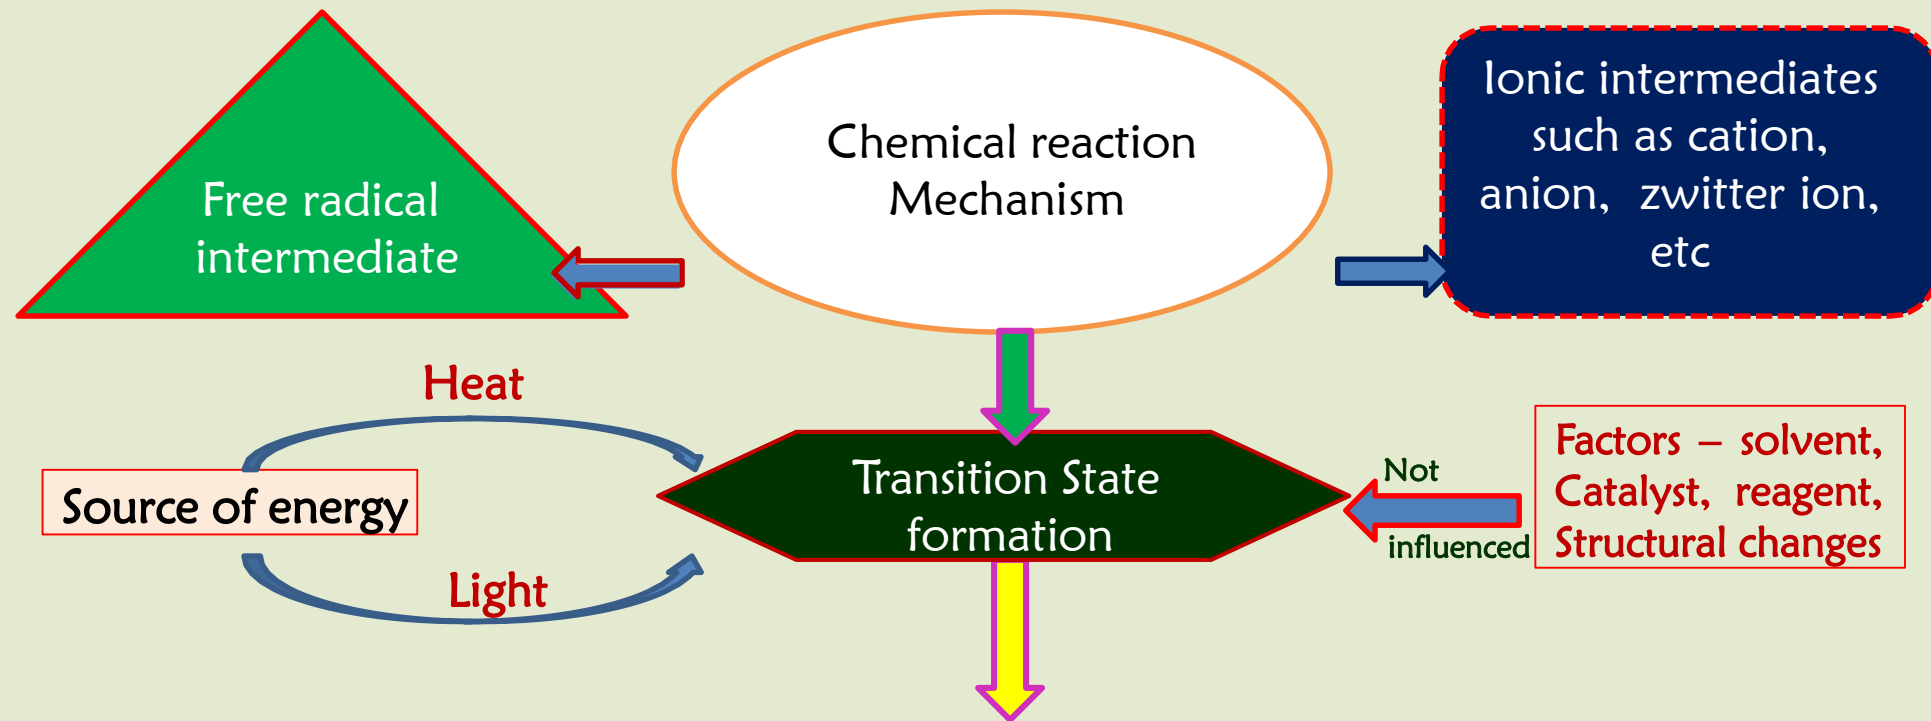 Free radical
intermediate
Chemical reaction
Mechanism
Ionic intermediates
such as cation,
anion, zwitter ion,
etc
Heat
Source of energy
Light
Transition State
formation
Not
influenced
Factors – solvent,
Catalyst, reagent,
Structural changes